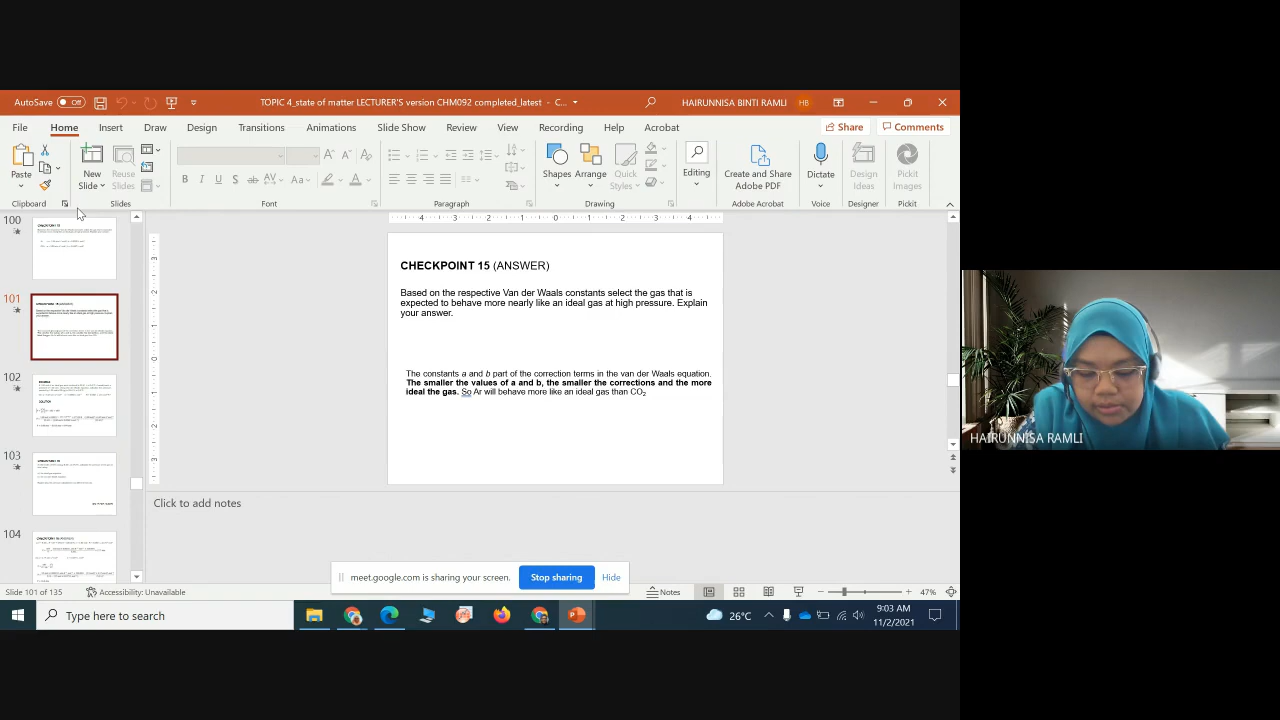 AutoSave Off
TOPIC 4_state of matter LECTURER'S version CHM092 completed_latest - C...
HAIRUNNISA BINTI RAMLI HB
File Home Insert Draw Design Transitions Animations Slide Show Review View Recording Help Acrobat Share Comments
Paste New Slide Reuse Slides Shapes Arrange Quick Styles Editing Create and Share Adobe PDF Dictate Design Ideas Pickit Images
Clipboard Slides Font Paragraph Drawing Adobe Acrobat Voice Designer Pickit
100
101
102
103
104
CHECKPOINT 15 (ANSWER)
Based on the respective Van der Waals constants select the gas that is
expected to behave more nearly like an ideal gas at high pressure. Explain
your answer.
The constants a and b part of the correction terms in the van der Waals equation.
The smaller the values of a and b, the smaller the corrections and the more
ideal the gas. So Ar will behave more like an ideal gas than CO2
HAIRUNNISA RAMLI
Click to add notes
meet.google.com is sharing your screen. Stop sharing Hide
Slide 101 of 135 Accessibility: Unavailable Notes 47%
Type here to search 26°C 9:03 AM
11/2/2021